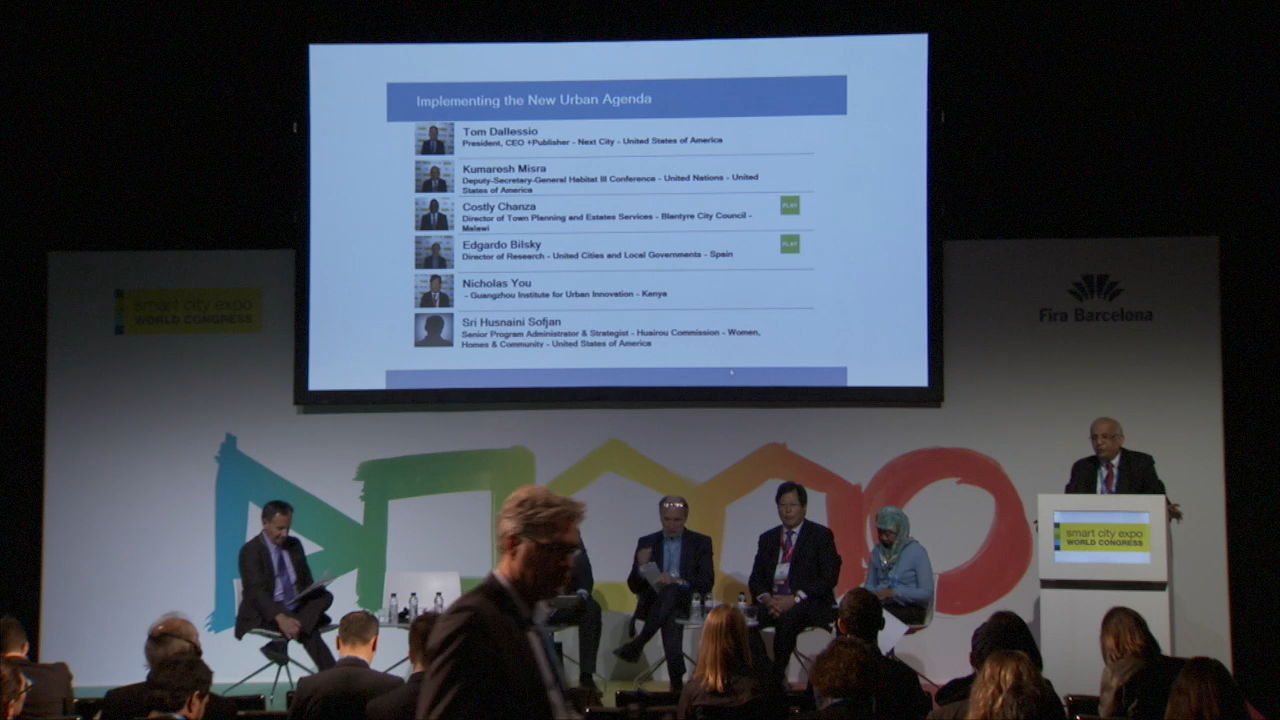 Implementing the New Urban Agenda
Tom Dallessio
President, CEO +Publisher - Next City - United States of America
Kumaresh Misra
Deputy-Secretary-General Habitat III Conference - United Nations - United
States of America
Costly Chanza
PLAY
Director of Town Planning and Estates Services - Blantyre City Council -
Malawi
Edgardo Bilsky
PLAY
Director of Research - United Cities and Local Governments - Spain
Nicholas You
- Guangzhou Institute for Urban Innovation - Kenya
Sri Husnaini Sofjan
Senior Program Administrator & Strategist - Huairou Commission - Women,
Homes & Community - United States of America
smart city expo
WORLD CONGRESS
Fira Barcelona
smart city expo
WORLD CONGRESS